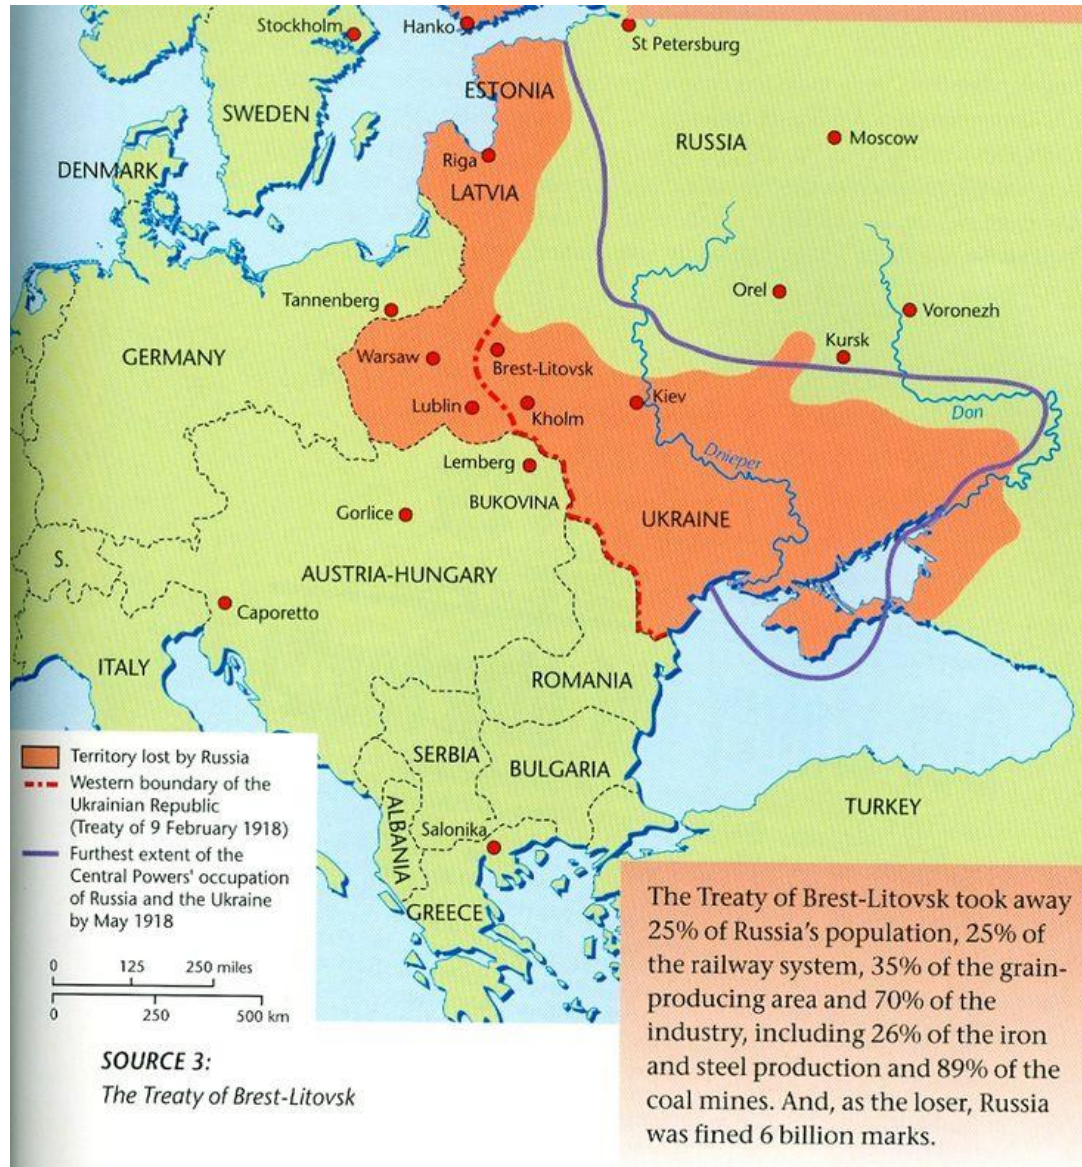 Stockholm
Hanko
St Petersburg
ESTONIA
SWEDEN
RUSSIA
Moscow
DENMARK
Riga
LATVIA
Orel
Tannenberg
Voronezh
Kursk
GERMANY
Warsaw
Brest-Litovsk
Kiev
Lublin
Kholm
Don
Dnieper
Lemberg
BUKOVINA
Gorlice
UKRAINE
S.
AUSTRIA-HUNGARY
Caporetto
ITALY
ROMANIA
SERBIA
BULGARIA
ALBANIA
TURKEY
Salonika
GREECE
Territory lost by Russia
Western boundary of the
Ukrainian Republic
(Treaty of 9 February 1918)
Furthest extent of the
Central Powers' occupation
of Russia and the Ukraine
by May 1918
0 125 250 miles
0 250 500 km
SOURCE 3:
The Treaty of Brest-Litovsk
The Treaty of Brest-Litovsk took away
25% of Russia's population, 25% of
the railway system, 35% of the grain-
producing area and 70% of the
industry, including 26% of the iron
and steel production and 89% of the
coal mines. And, as the loser, Russia
was fined 6 billion marks.